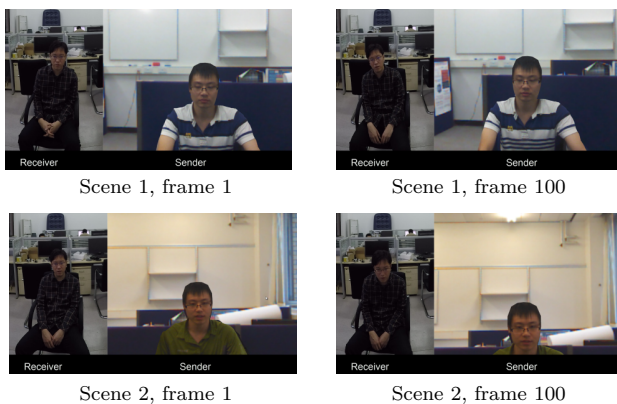 Receiver Sender Receiver Sender
Scene 1, frame 1 Scene 1, frame 100
Receiver Sender Receiver Sender
Scene 2, frame 1 Scene 2, frame 100